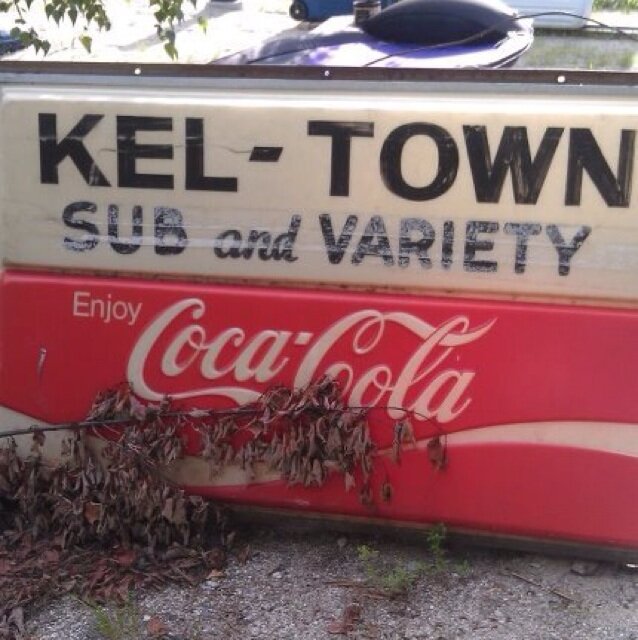 KEL-TOWN
SUB and VARIETY
Enjoy
Coca-Cola